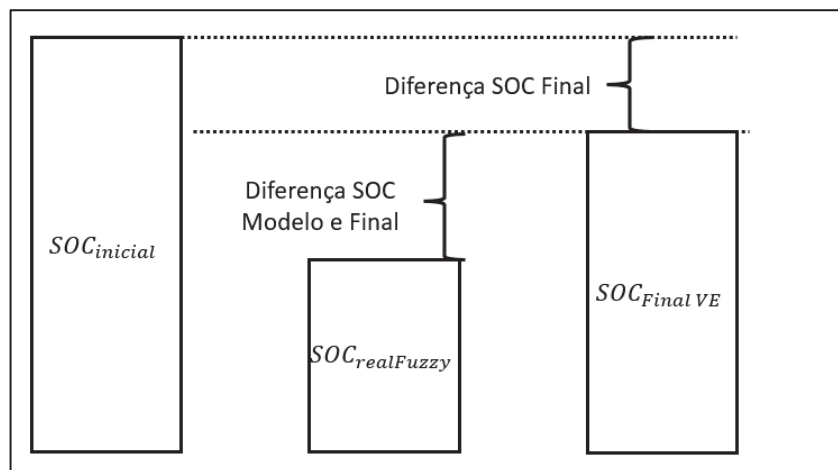 Diferença SOC Final
Diferença SOC
Modelo e Final
SOC_inicial
SOC_realFuzzy
SOC_Final VE